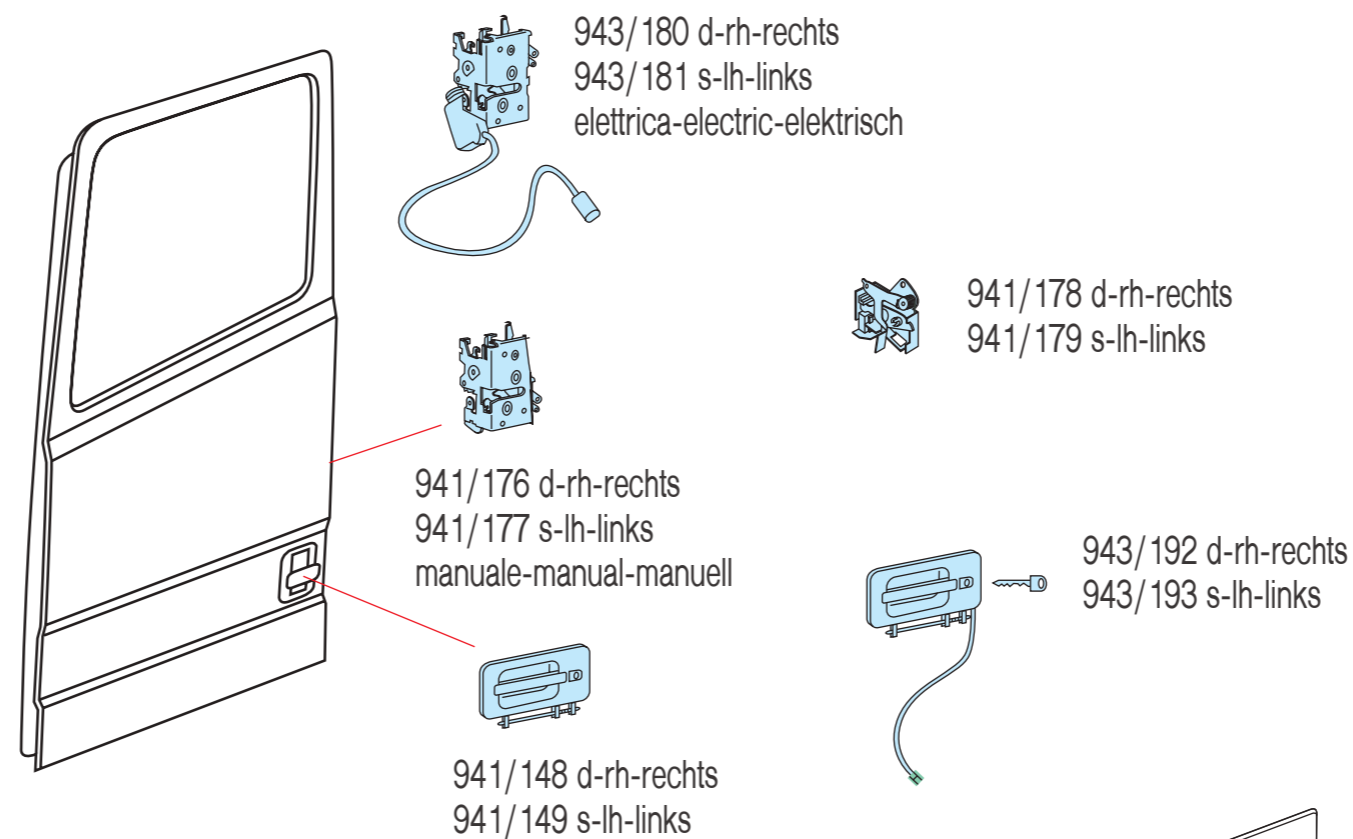 943/180 d-rh-rechts
943/181 s-lh-links
elettrica-electric-elektrisch
941/178 d-rh-rechts
941/179 s-lh-links
941/176 d-rh-rechts
941/177 s-lh-links
manuale-manual-manuell
943/192 d-rh-rechts
943/193 s-lh-links
941/148 d-rh-rechts
941/149 s-lh-links